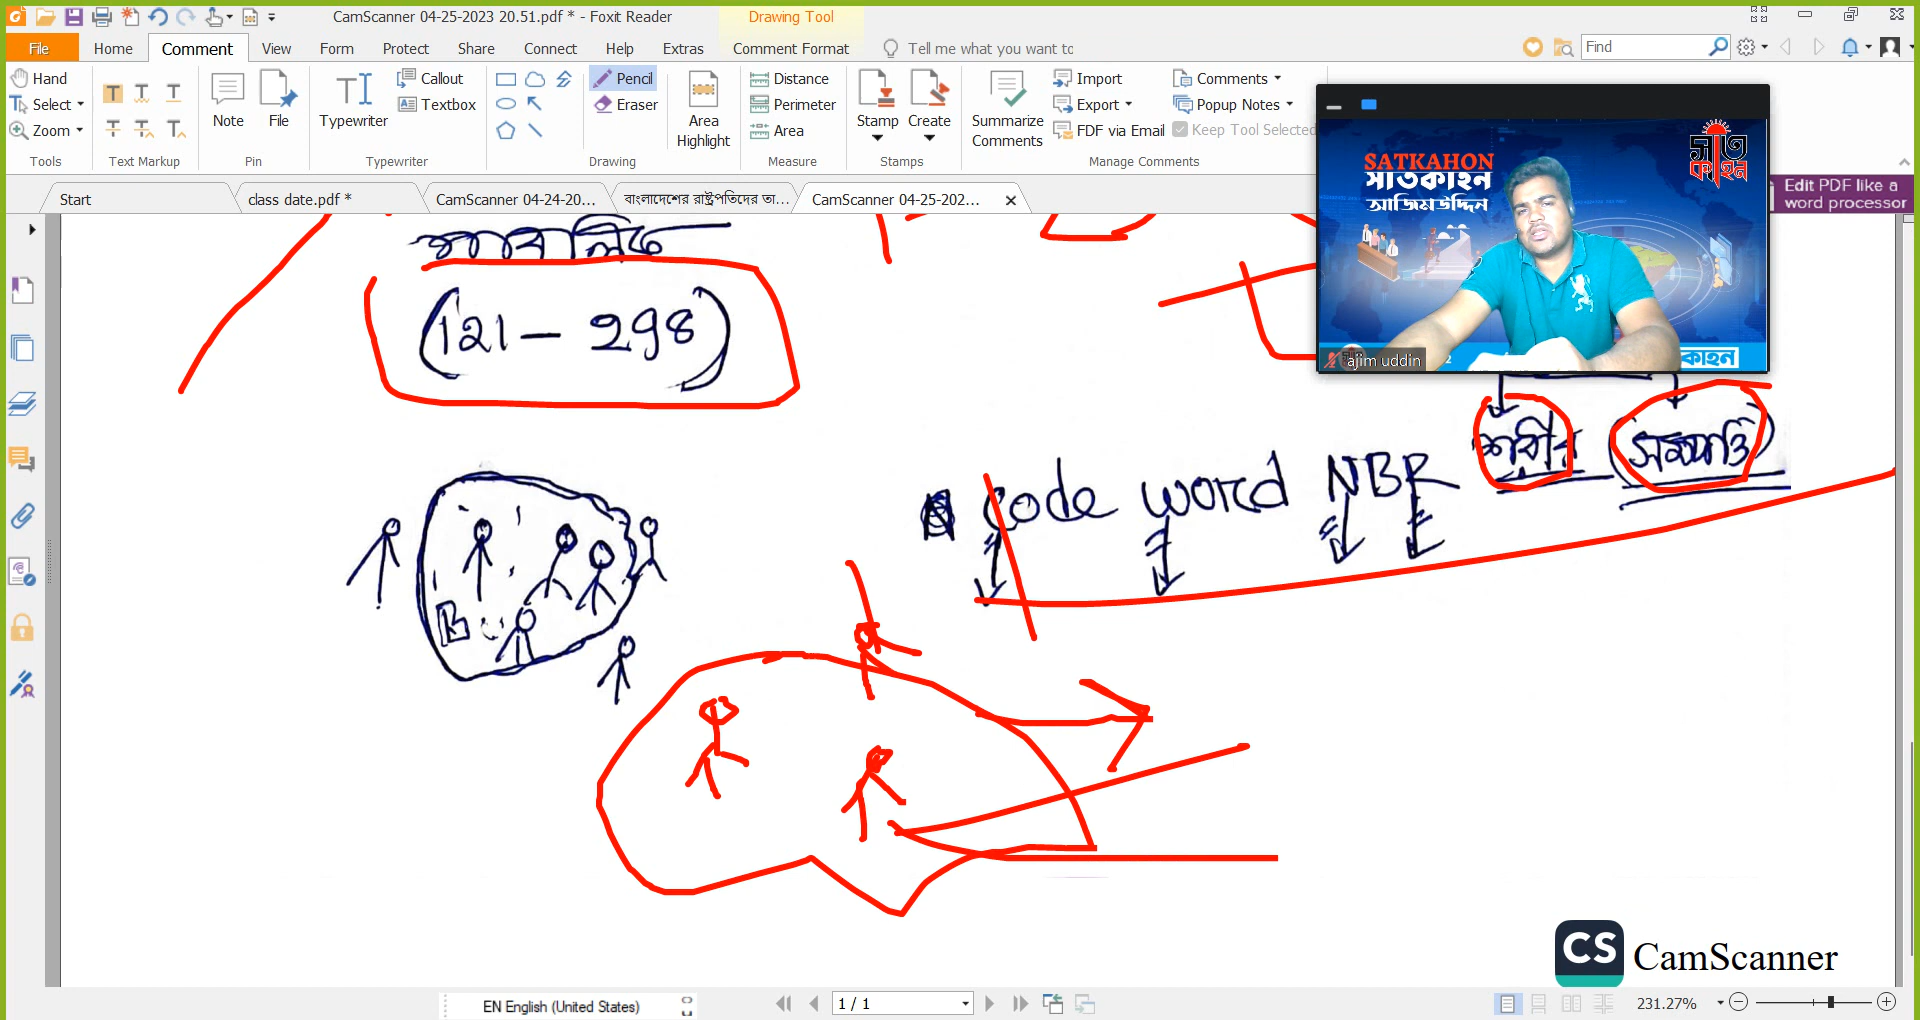 CamScanner 04-25-2023 20.51.pdf * - Foxit Reader
Drawing Tool
File Home Comment View Form Protect Share Connect Help Extras Comment Format Tell me what you want to Find
Hand
Select
Zoom
Tools
Text Markup
Note
File
Pin
Typewriter
Callout
Textbox
Typewriter
Pencil
Eraser
Drawing
Area Highlight
Distance
Perimeter
Area
Measure
Stamp
Create
Stamps
Summarize Comments
Import
Export
FDF via Email
Comments
Popup Notes
Keep Tool Selected
Manage Comments
Start
class date.pdf *
CamScanner 04-24-20...
বাংলাদেশের রাষ্ট্রপতিদের তা...
CamScanner 04-25-202...
Edit PDF like a
word processor
SATKAHON
সাতকাহন
আজিমউদ্দিন
সাত
কাহন
কাহন
ajim uddin
(121 – 298)
code word NBR
B
CS CamScanner
EN English (United States)
1 / 1
231.27%